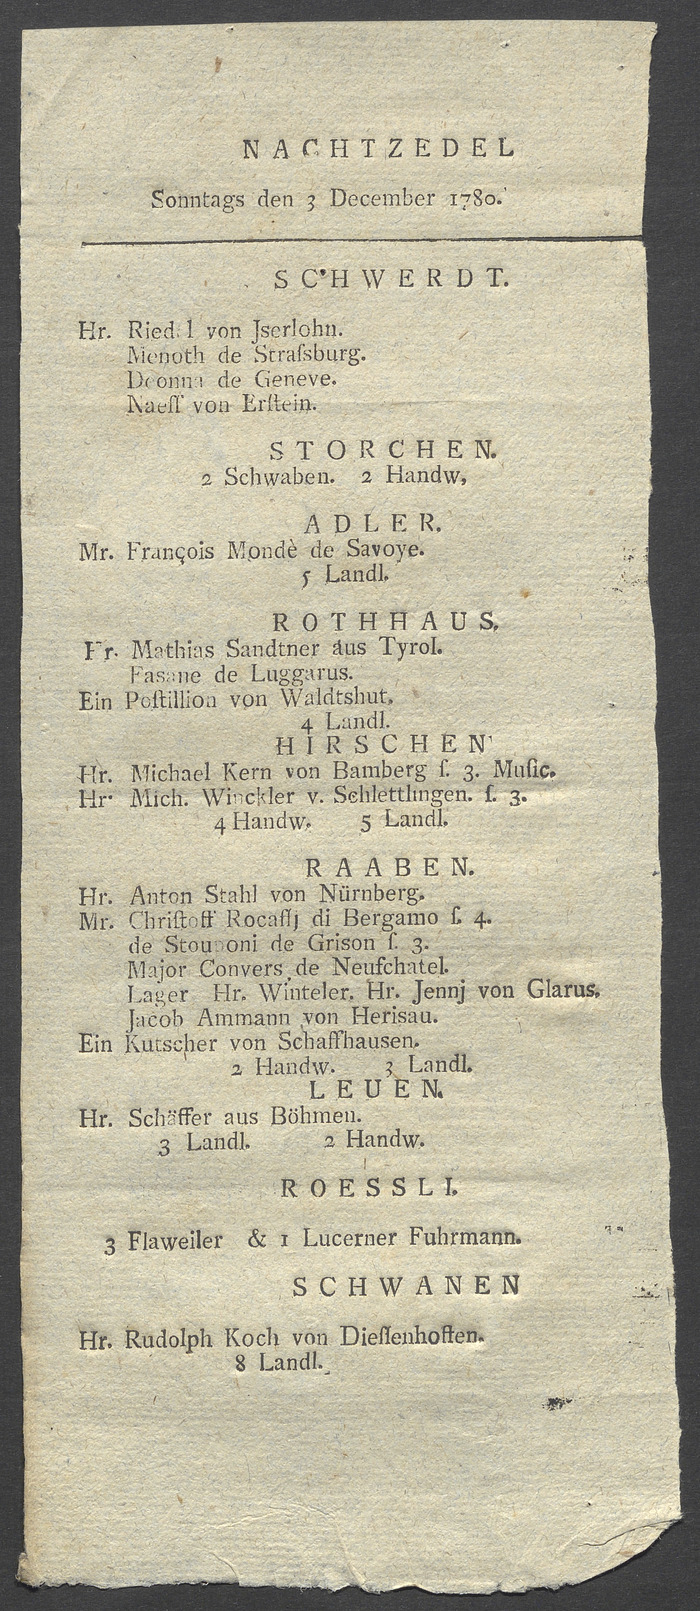 NACHTZEDEL
Sonntags den 3 December 1780.
SCHWERDT.
Hr. Riedel von Jserlohn.
Menoth de Straſsburg.
Deonna de Geneve.
Naeſſ von Erſtein.
STORCHEN.
2 Schwaben. 2 Handw,
ADLER.
Mr. François Mondè de Savoye.
5 Landl.
ROTHHAUS.
Hr. Mathias Sandtner aus Tyrol.
Fasane de Luggarus.
Ein Poſtillion von Waldtshut.
4 Landl.
HIRSCHEN
Hr. Michael Kern von Bamberg ſ. 3. Muſic.
Hr. Mich. Winckler v. Schlettlingen. ſ. 3.
4 Handw. 5 Landl.
RAABEN.
Hr. Anton Stahl von Nürnberg.
Mr. Chriſtoff Rocaſſj di Bergamo ſ. 4.
de Stouponi de Grison ſ. 3.
Major Convers de Neufchatel.
Lager Hr. Winteler. Hr. Jennj von Glarus.
Jacob Ammann von Herisau.
Ein Kutscher von Schaffhausen.
2 Handw. 3 Landl.
LEUEN.
Hr. Schäffer aus Böhmen.
3 Landl. 2 Handw.
ROESSLI.
3 Flaweiler & 1 Lucerner Fuhrmann.
SCHWANEN
Hr. Rudolph Koch von Dieſſenhoffen.
8 Landl.